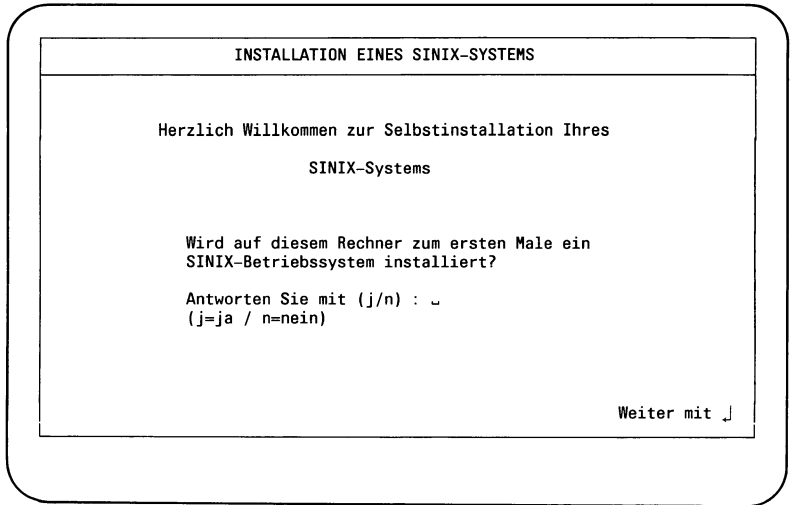 INSTALLATION EINES SINIX-SYSTEMS
Herzlich Willkommen zur Selbstinstallation Ihres
SINIX-Systems
Wird auf diesem Rechner zum ersten Male ein
SINIX-Betriebssystem installiert?
Antworten Sie mit (j/n) : ␣
(j=ja / n=nein)
Weiter mit ↲